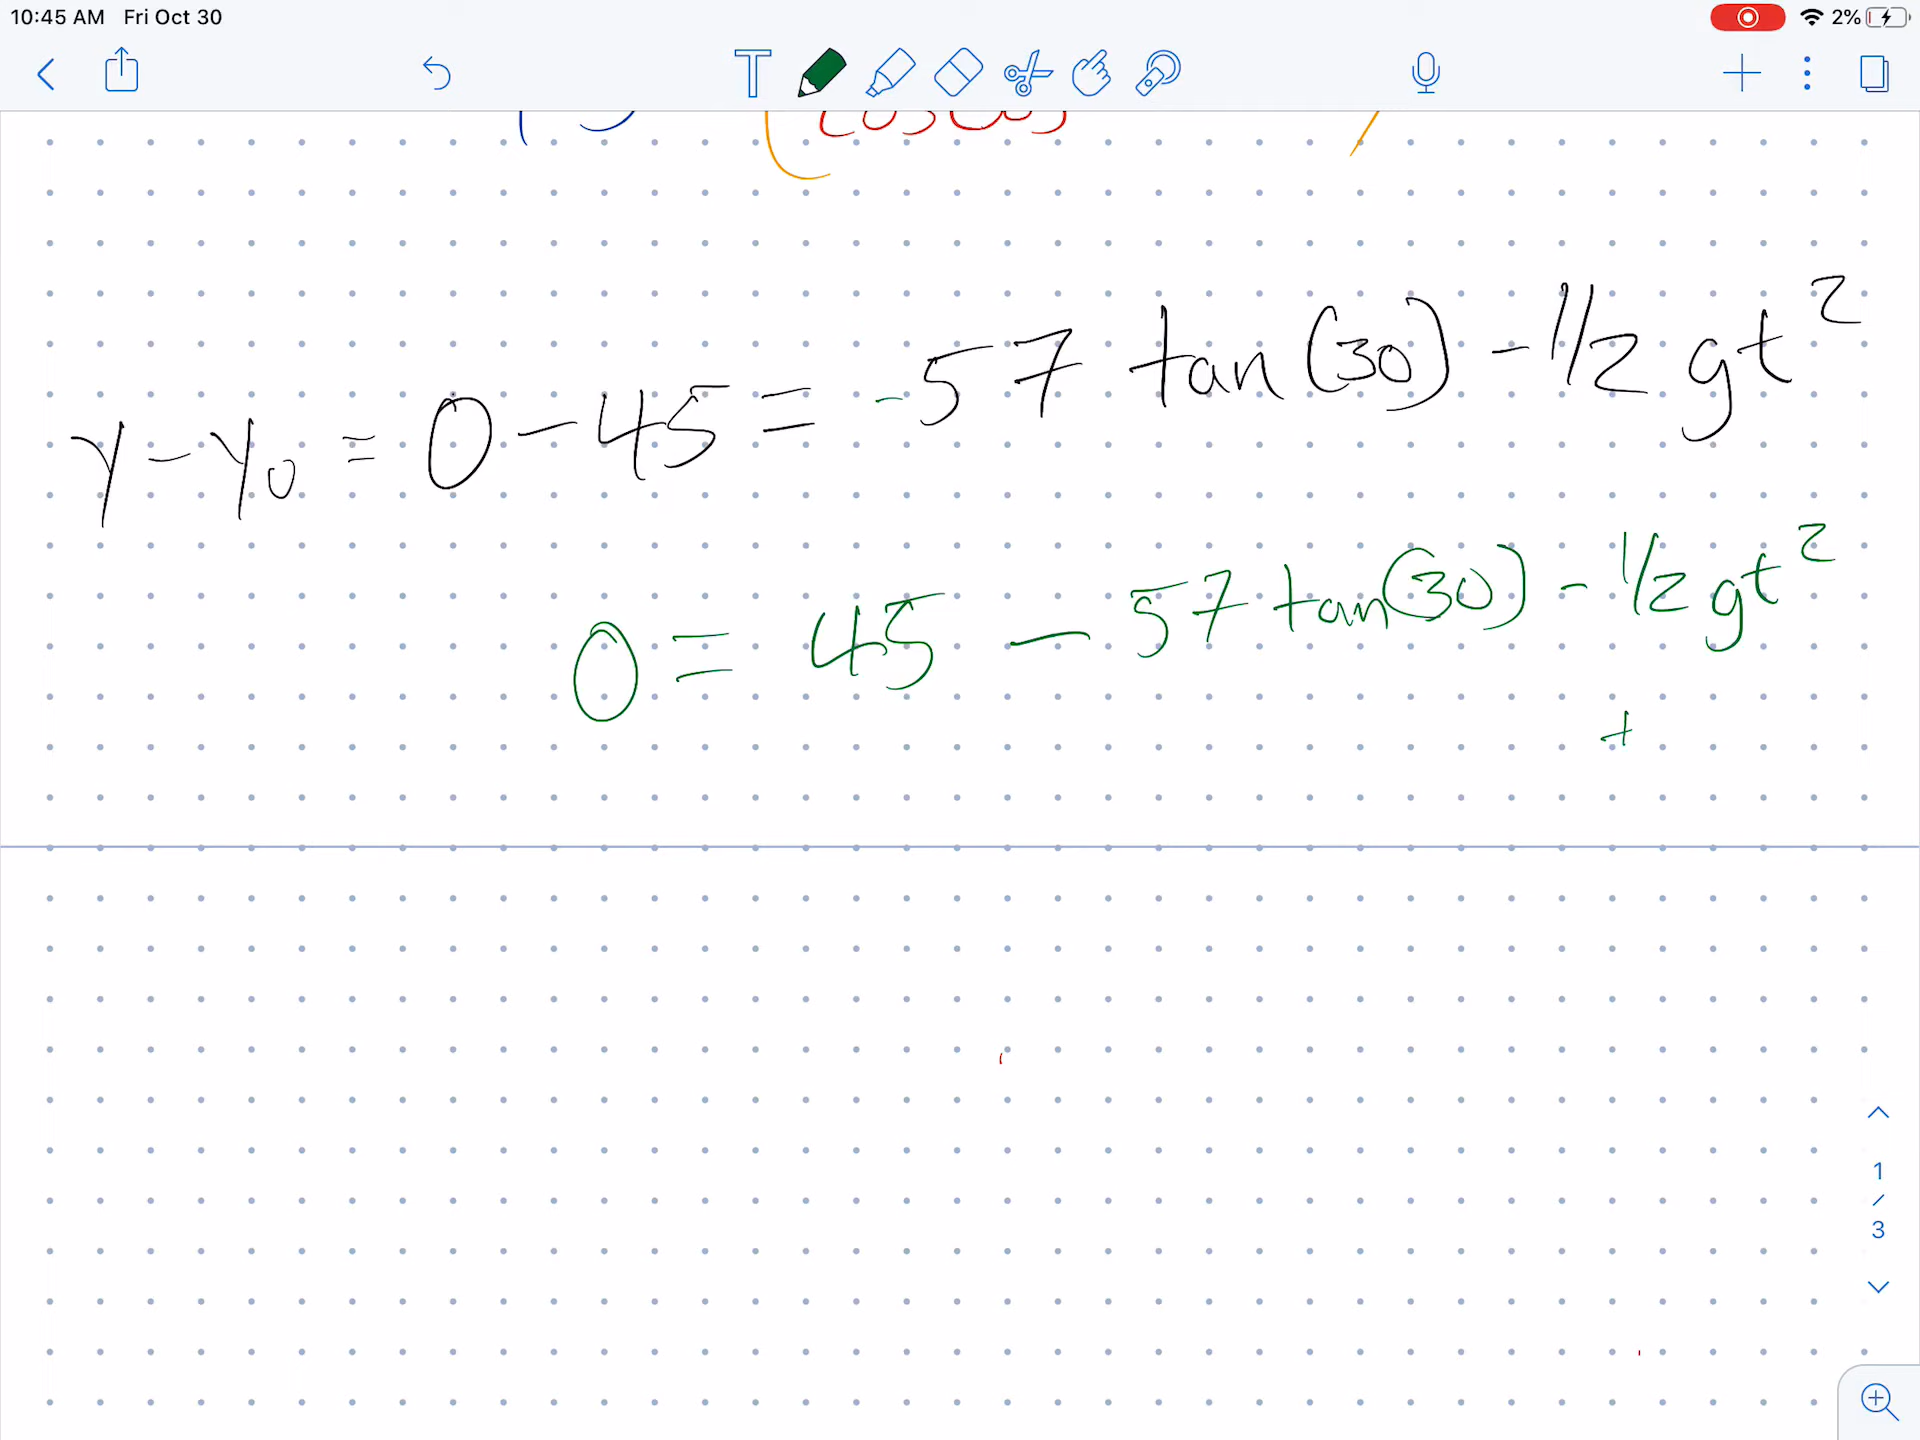 10:45 AM Fri Oct 30
2%
T
y - y0 = 0 - 45 = -57 tan(30) - 1/2 gt²
0 = 45 - 57 tan(30) - 1/2 gt²
+
1
/
3